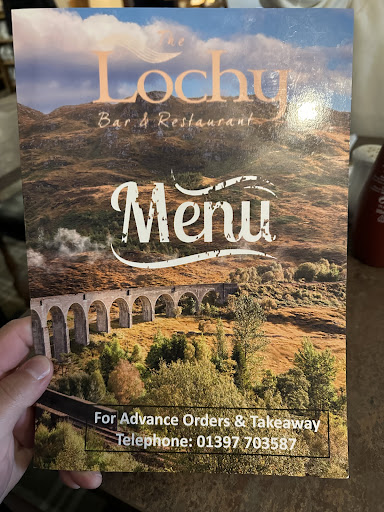 The
Lochy
Bar & Restaurant
Menu
For Advance Orders & Takeaway
Telephone: 01397 703587